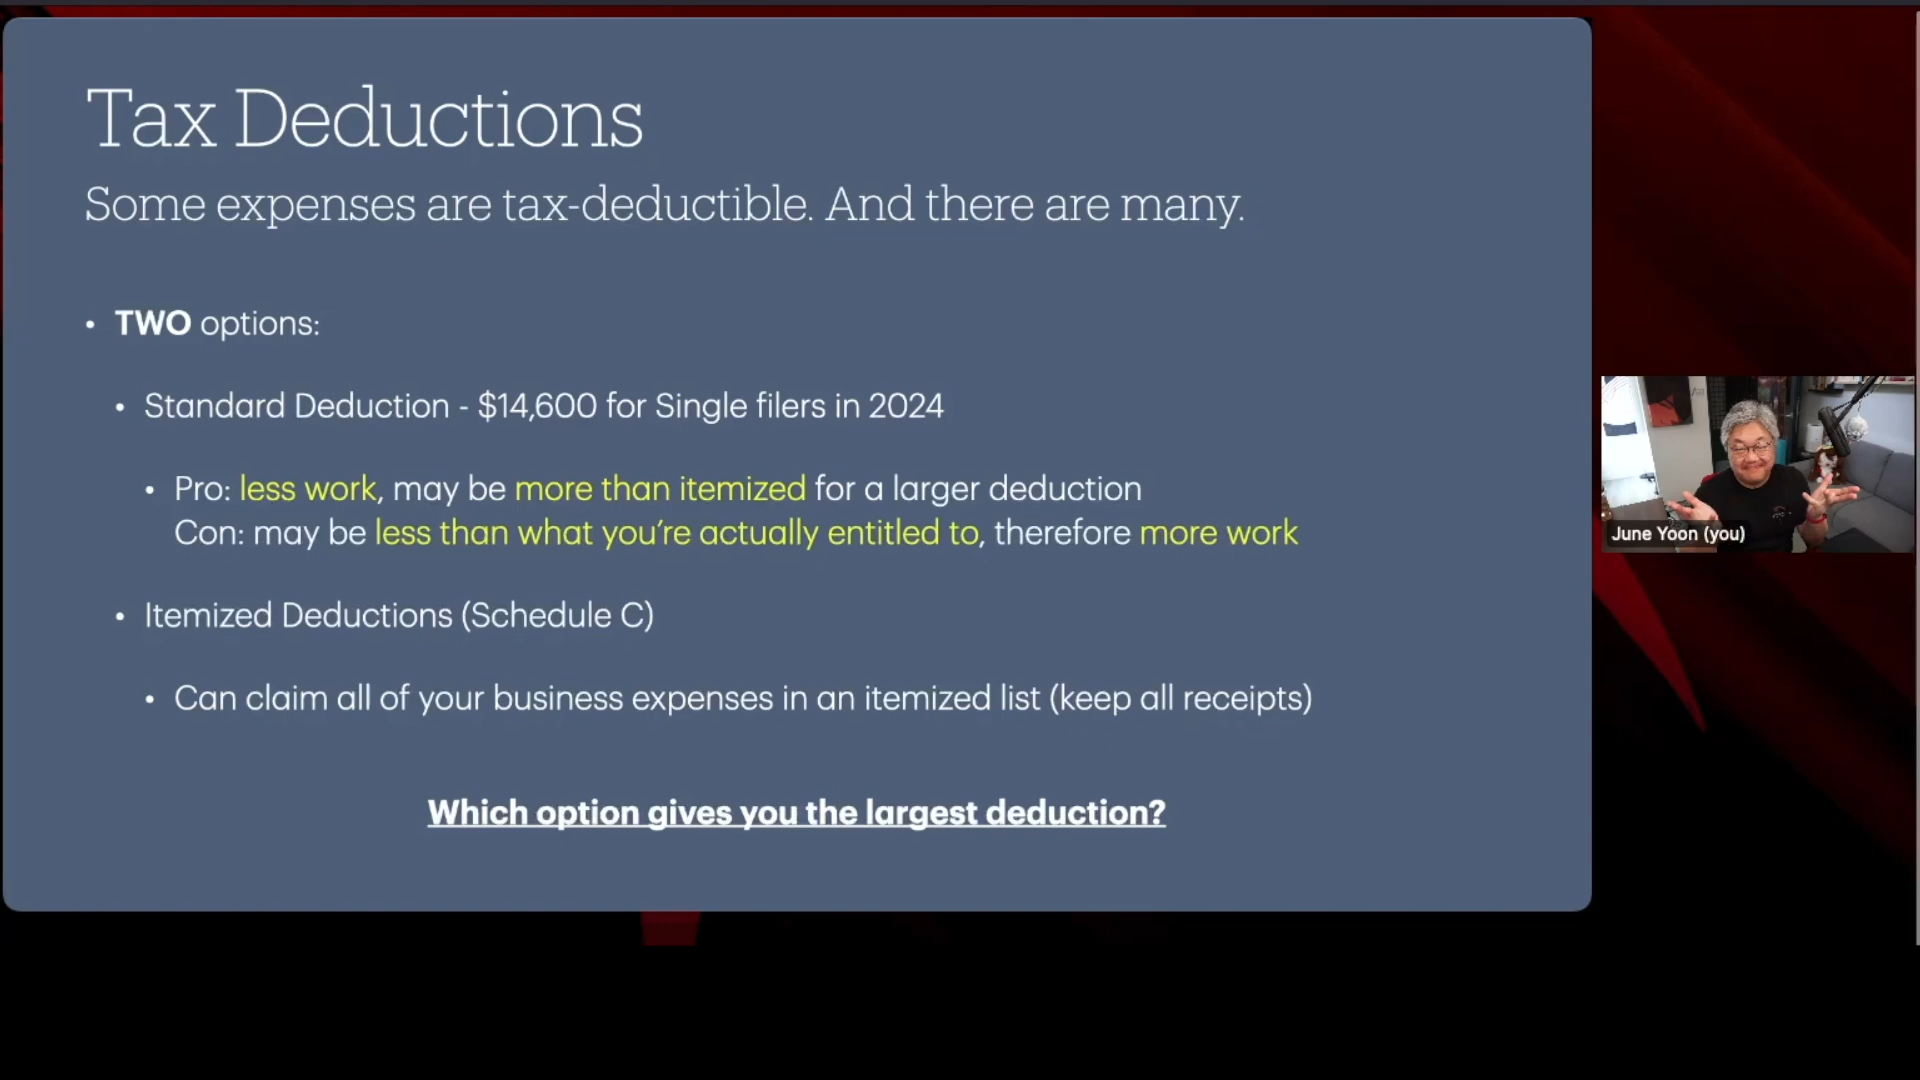 Tax Deductions
Some expenses are tax-deductible. And there are many.
• TWO options:
• Standard Deduction - $14,600 for Single filers in 2024
• Pro: less work, may be more than itemized for a larger deduction
Con: may be less than what you’re actually entitled to, therefore more work
• Itemized Deductions (Schedule C)
• Can claim all of your business expenses in an itemized list (keep all receipts)
Which option gives you the largest deduction?
June Yoon (you)